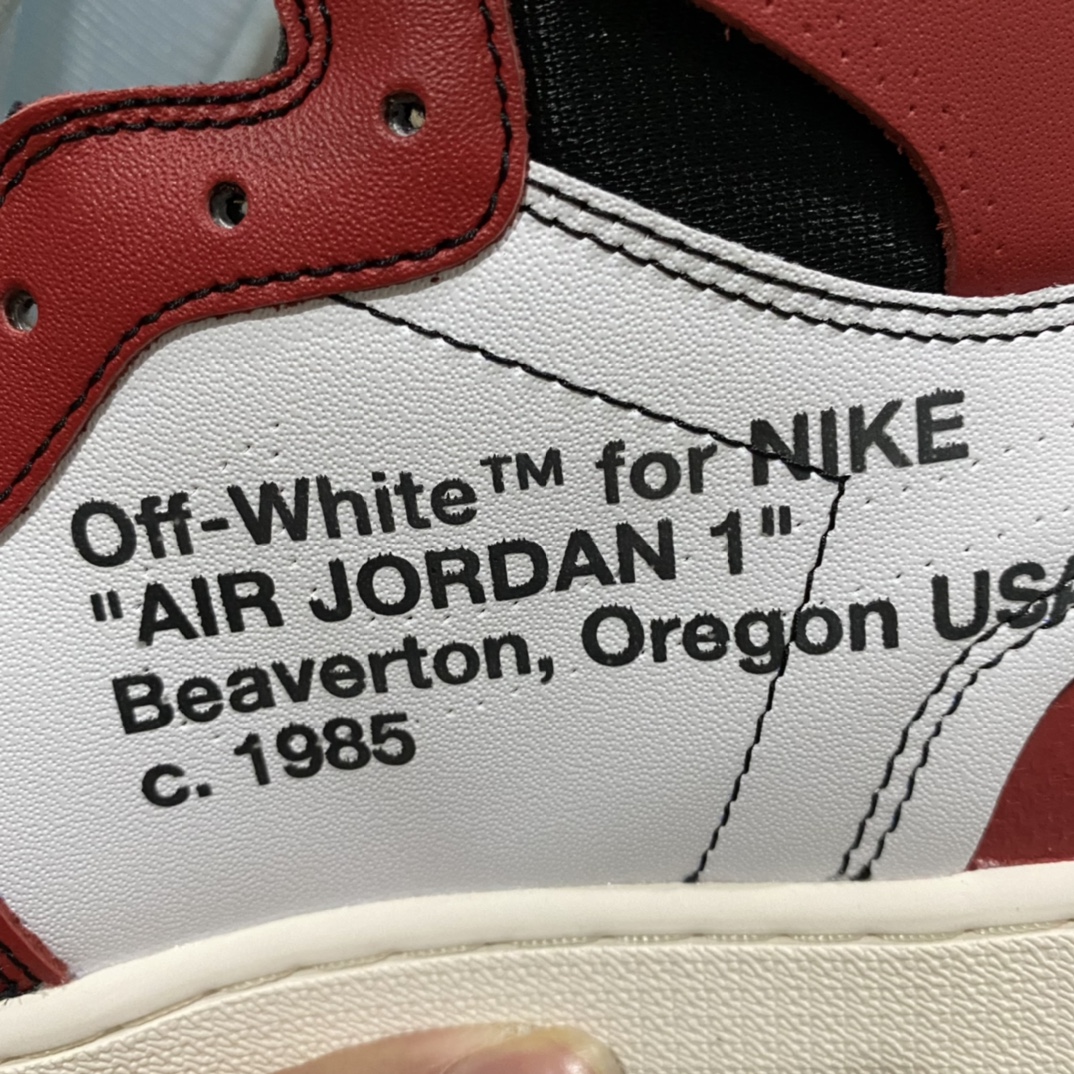 Off-White™ for NIKE
"AIR JORDAN 1"
Beaverton, Oregon USA
c. 1985